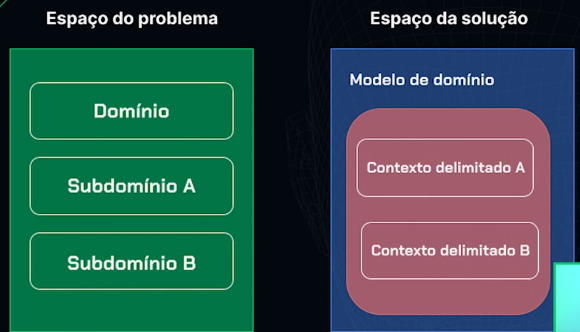 Espaço do problema
Domínio
Subdomínio A
Subdomínio B
Espaço da solução
Modelo de domínio
Contexto delimitado A
Contexto delimitado B